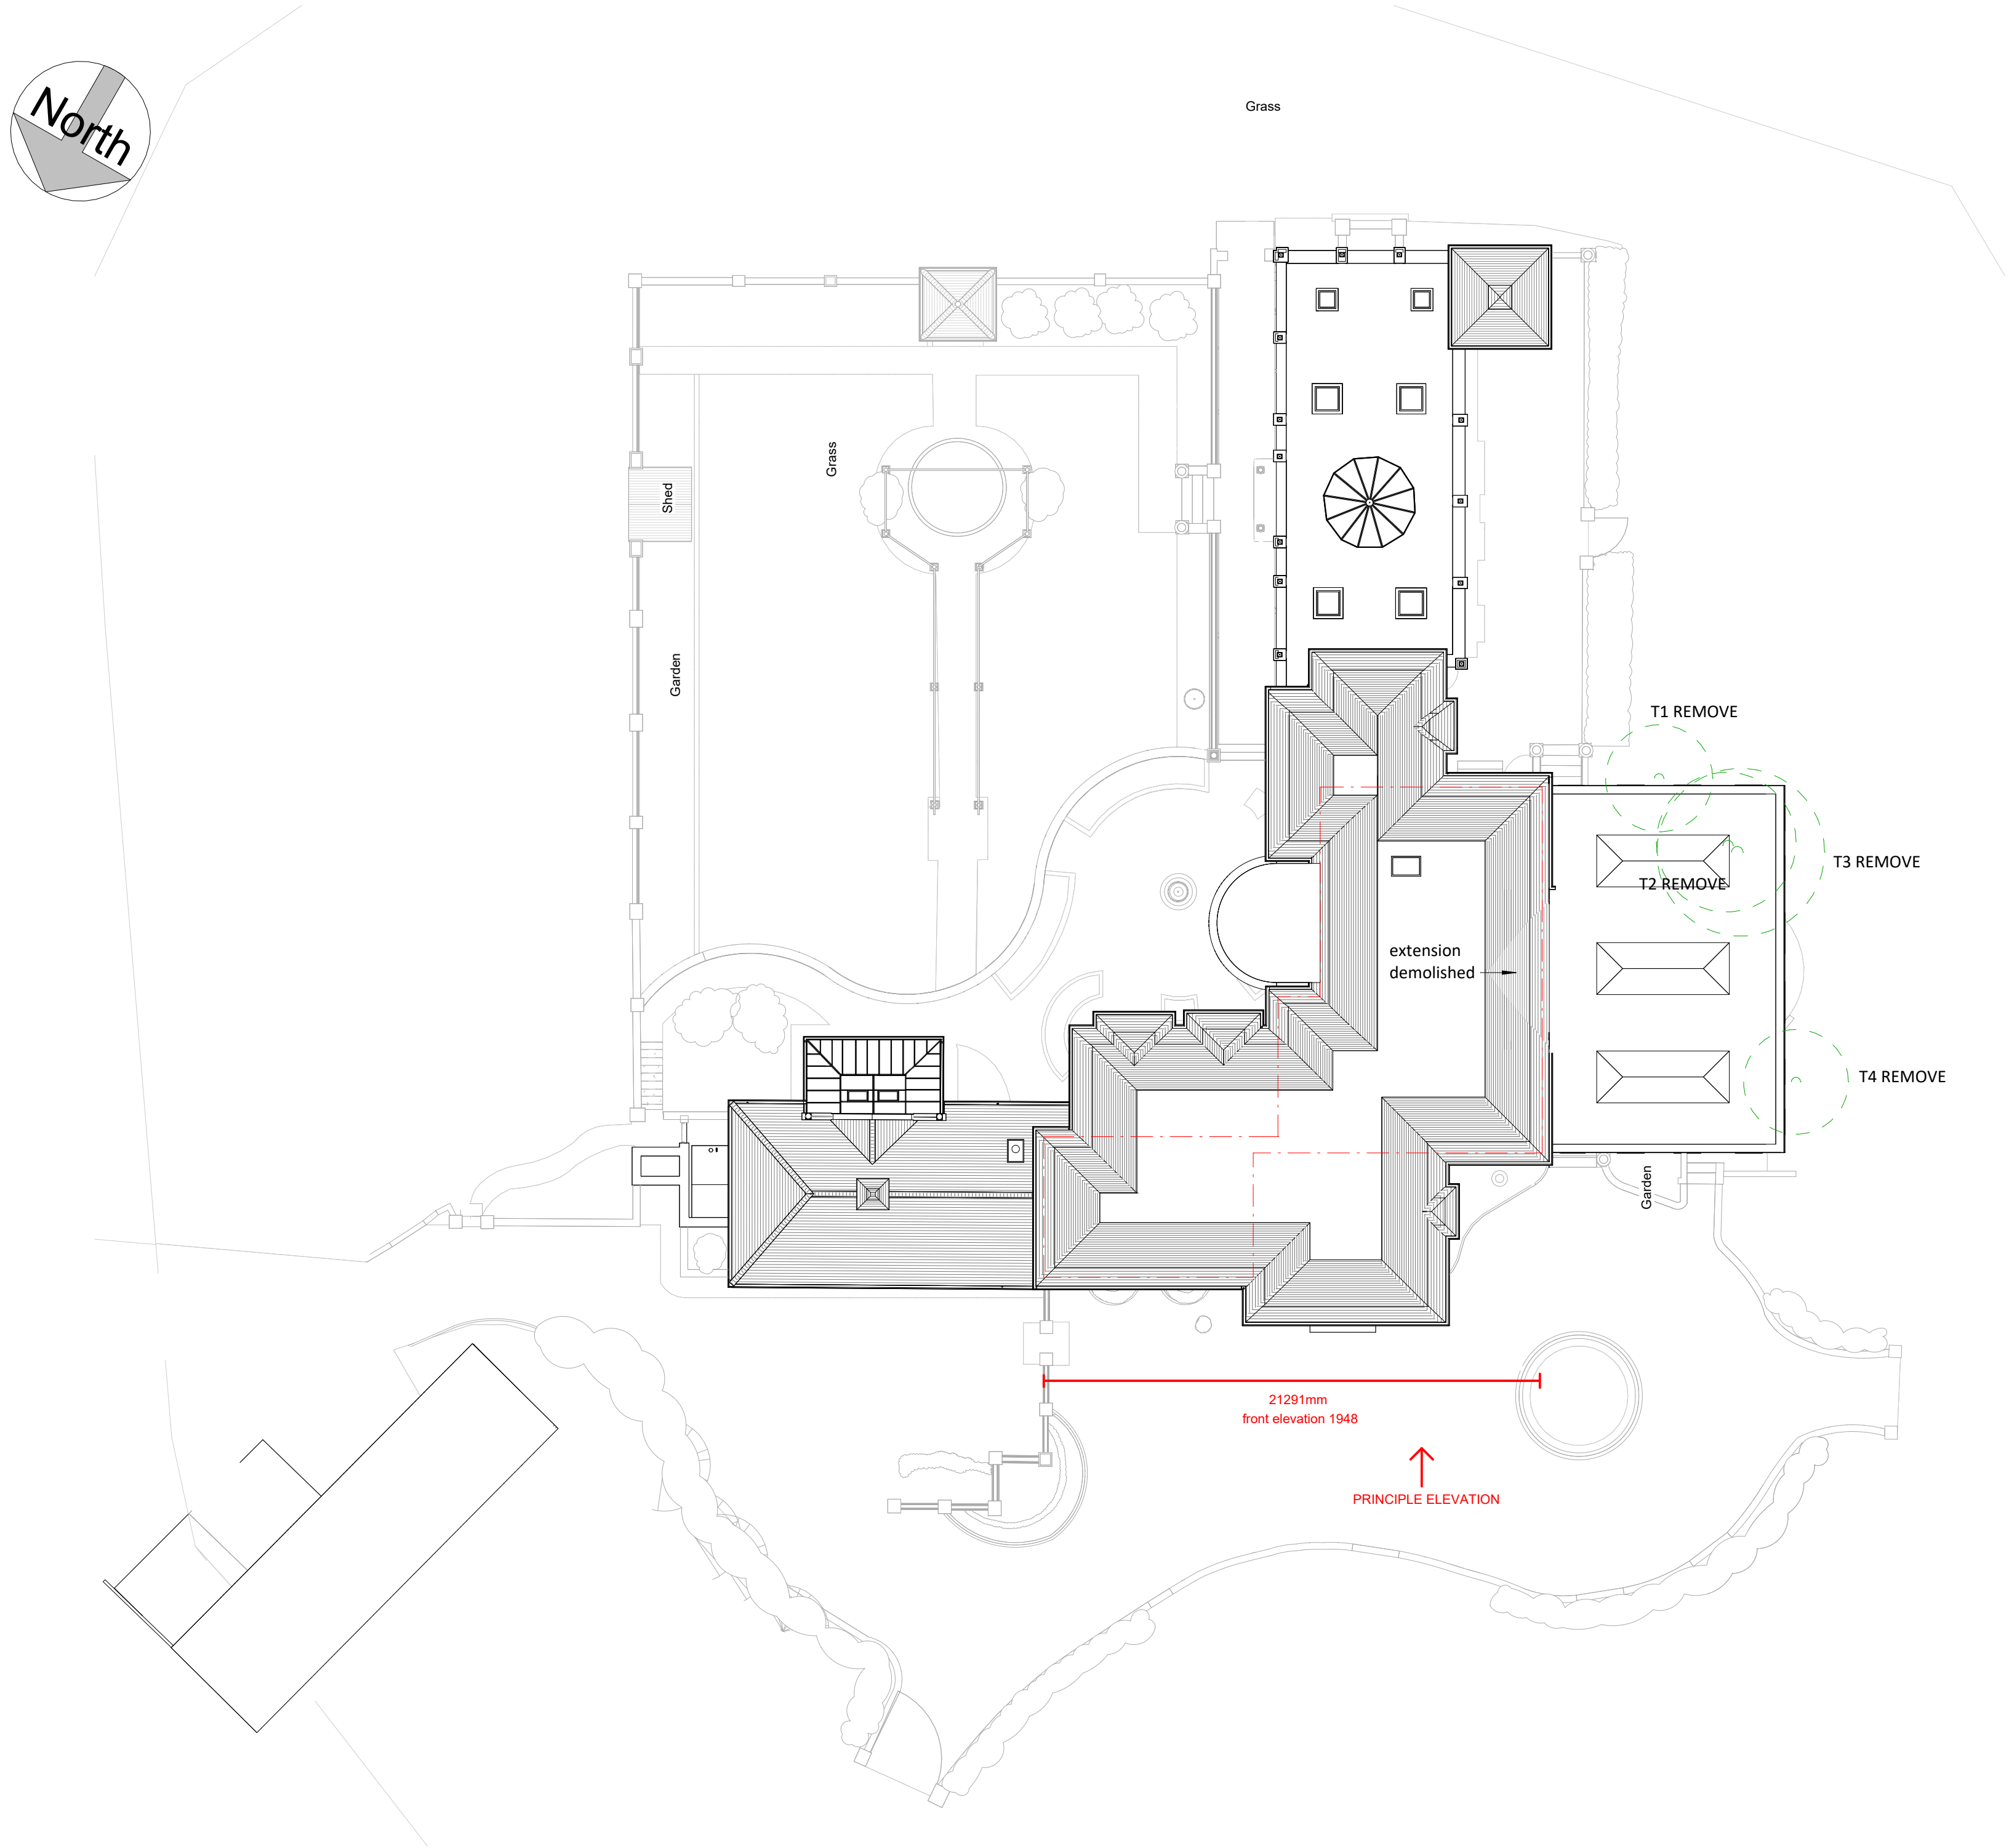 North
Grass
Grass
Shed
Garden
T1 REMOVE
T3 REMOVE
T2 REMOVE
extension
demolished
T4 REMOVE
Garden
21291mm
front elevation 1948
PRINCIPLE ELEVATION